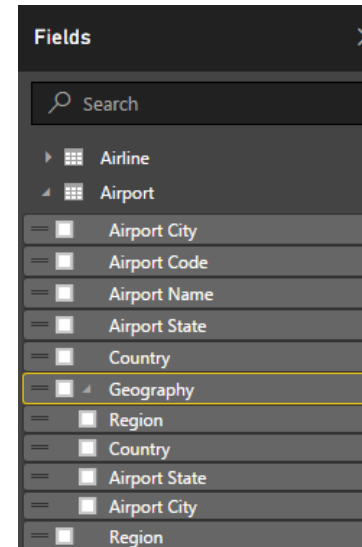 Fields
Search
Airline
Airport
Airport City
Airport Code
Airport Name
Airport State
Country
Geography
Region
Country
Airport State
Airport City
Region